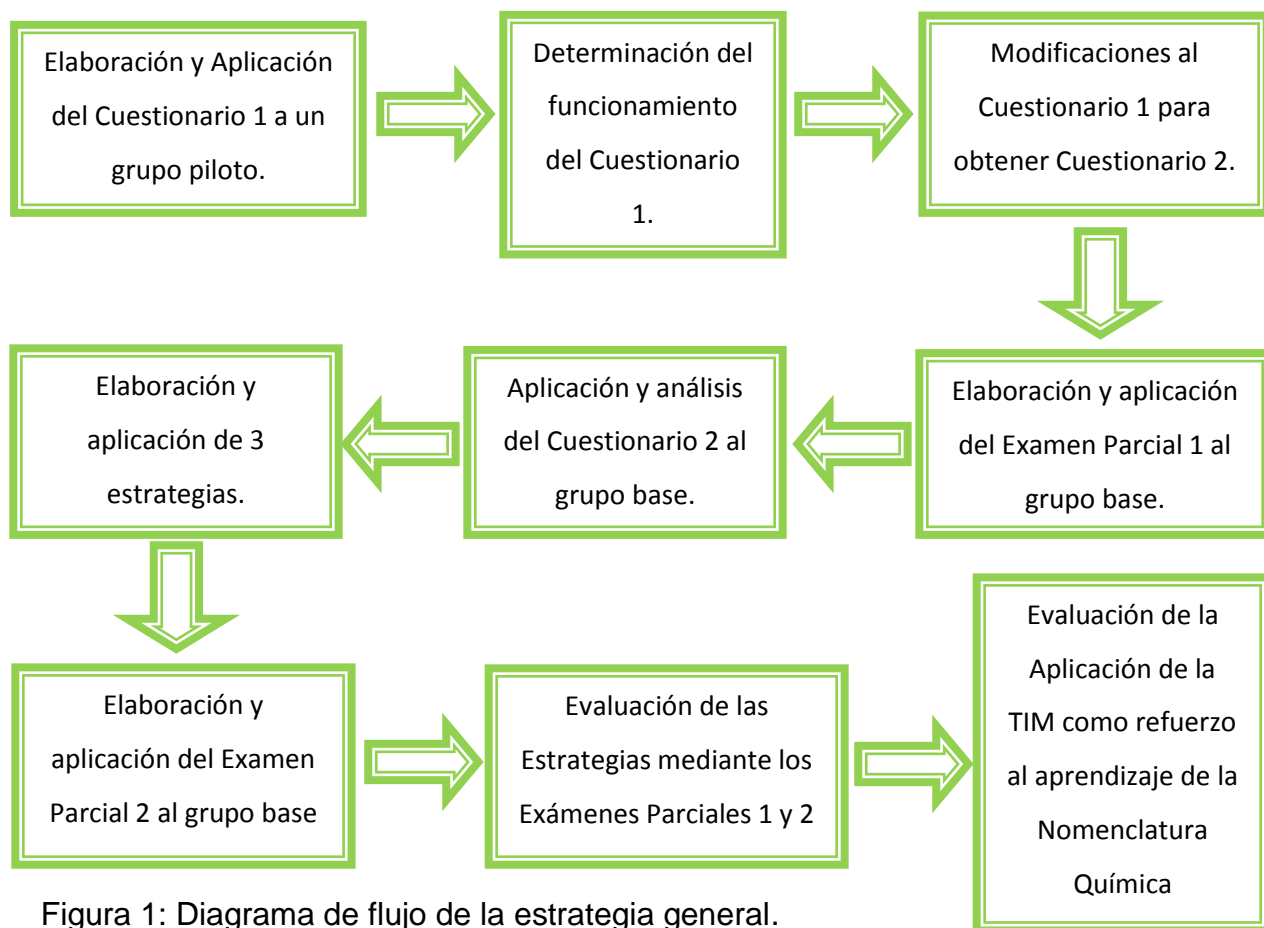 Elaboración y Aplicación
del Cuestionario 1 a un
grupo piloto.
Determinación del
funcionamiento
del Cuestionario
1.
Modificaciones al
Cuestionario 1 para
obtener Cuestionario 2.
Elaboración y aplicación
del Examen Parcial 1 al
grupo base.
Aplicación y análisis
del Cuestionario 2 al
grupo base.
Elaboración y
aplicación de 3
estrategias.
Elaboración y
aplicación del Examen
Parcial 2 al grupo base
Evaluación de las
Estrategias mediante los
Exámenes Parciales 1 y 2
Evaluación de la
Aplicación de la
TIM como refuerzo
al aprendizaje de la
Nomenclatura
Química
Figura 1: Diagrama de flujo de la estrategia general.